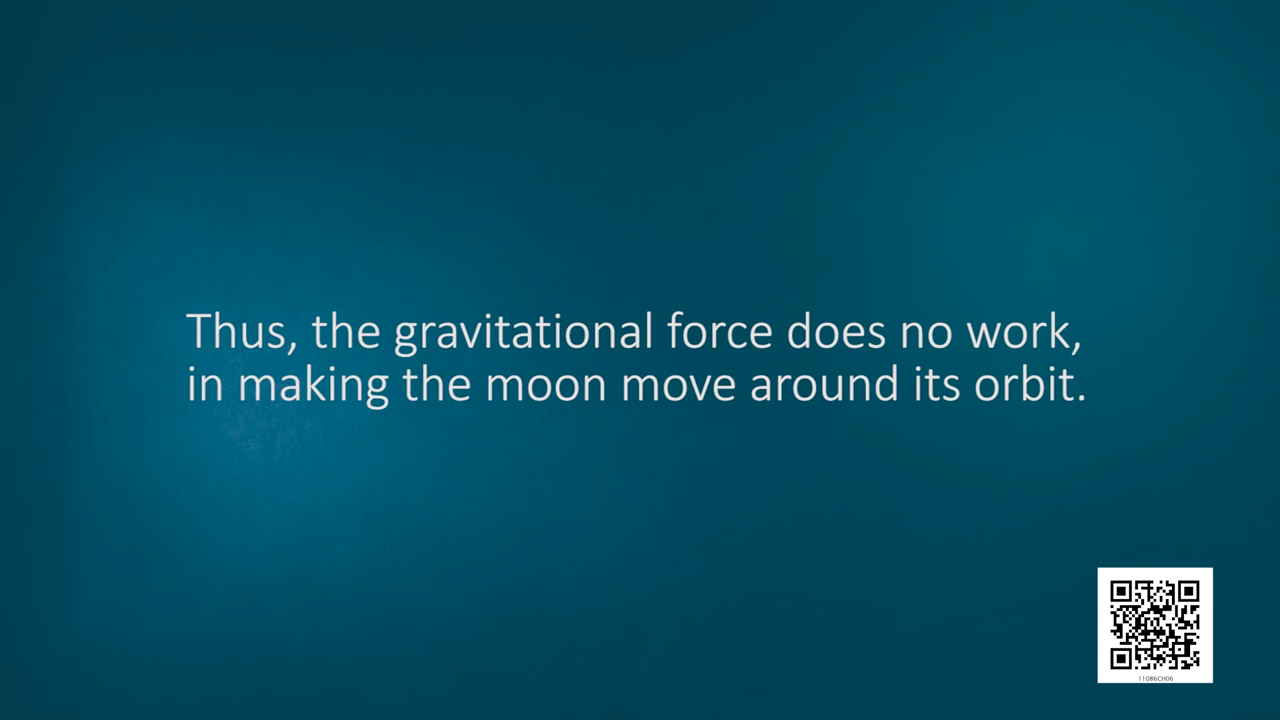 Thus, the gravitational force does no work,
in making the moon move around its orbit.
11086CH06